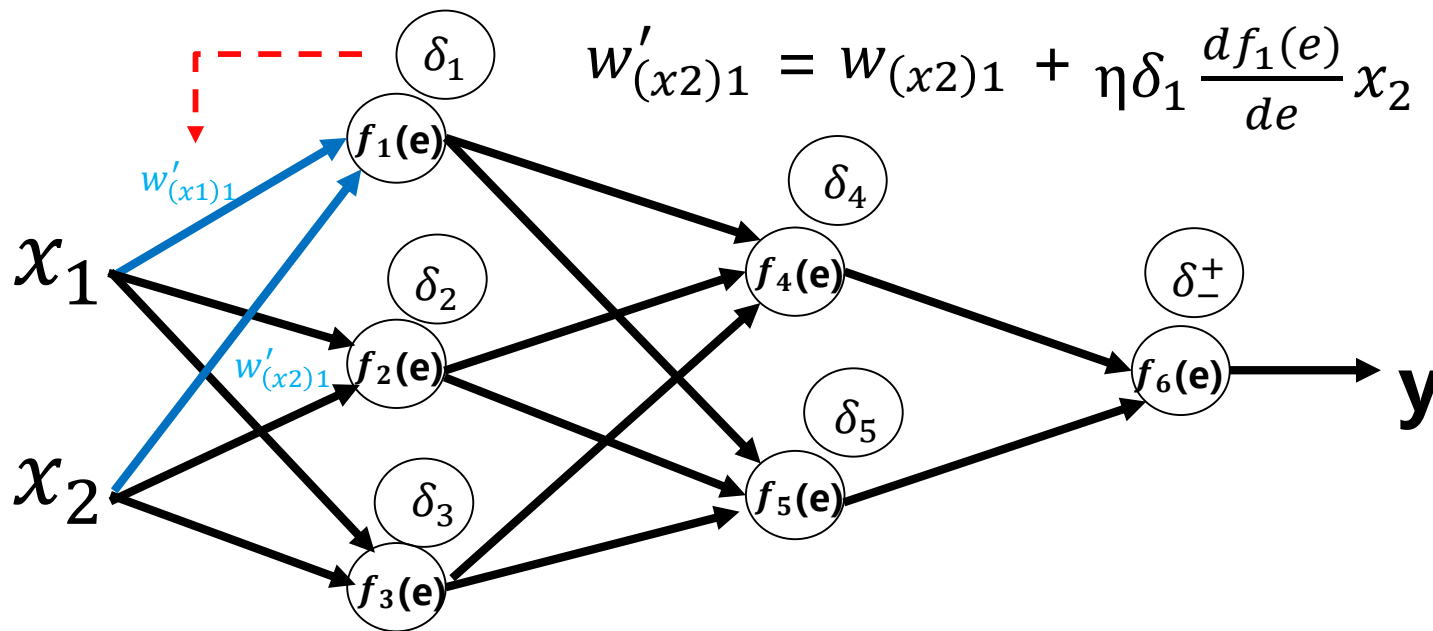 δ₁
w′₍ₓ₂₎₁ = w₍ₓ₂₎₁ + ηδ₁ df₁(e)/de x₂
f₁(e)
w′₍ₓ₁₎₁
δ₄
x₁
δ₂
f₄(e)
δ₋⁺
w′₍ₓ₂₎₁
f₂(e)
f₆(e)
y
δ₅
x₂
δ₃
f₅(e)
f₃(e)